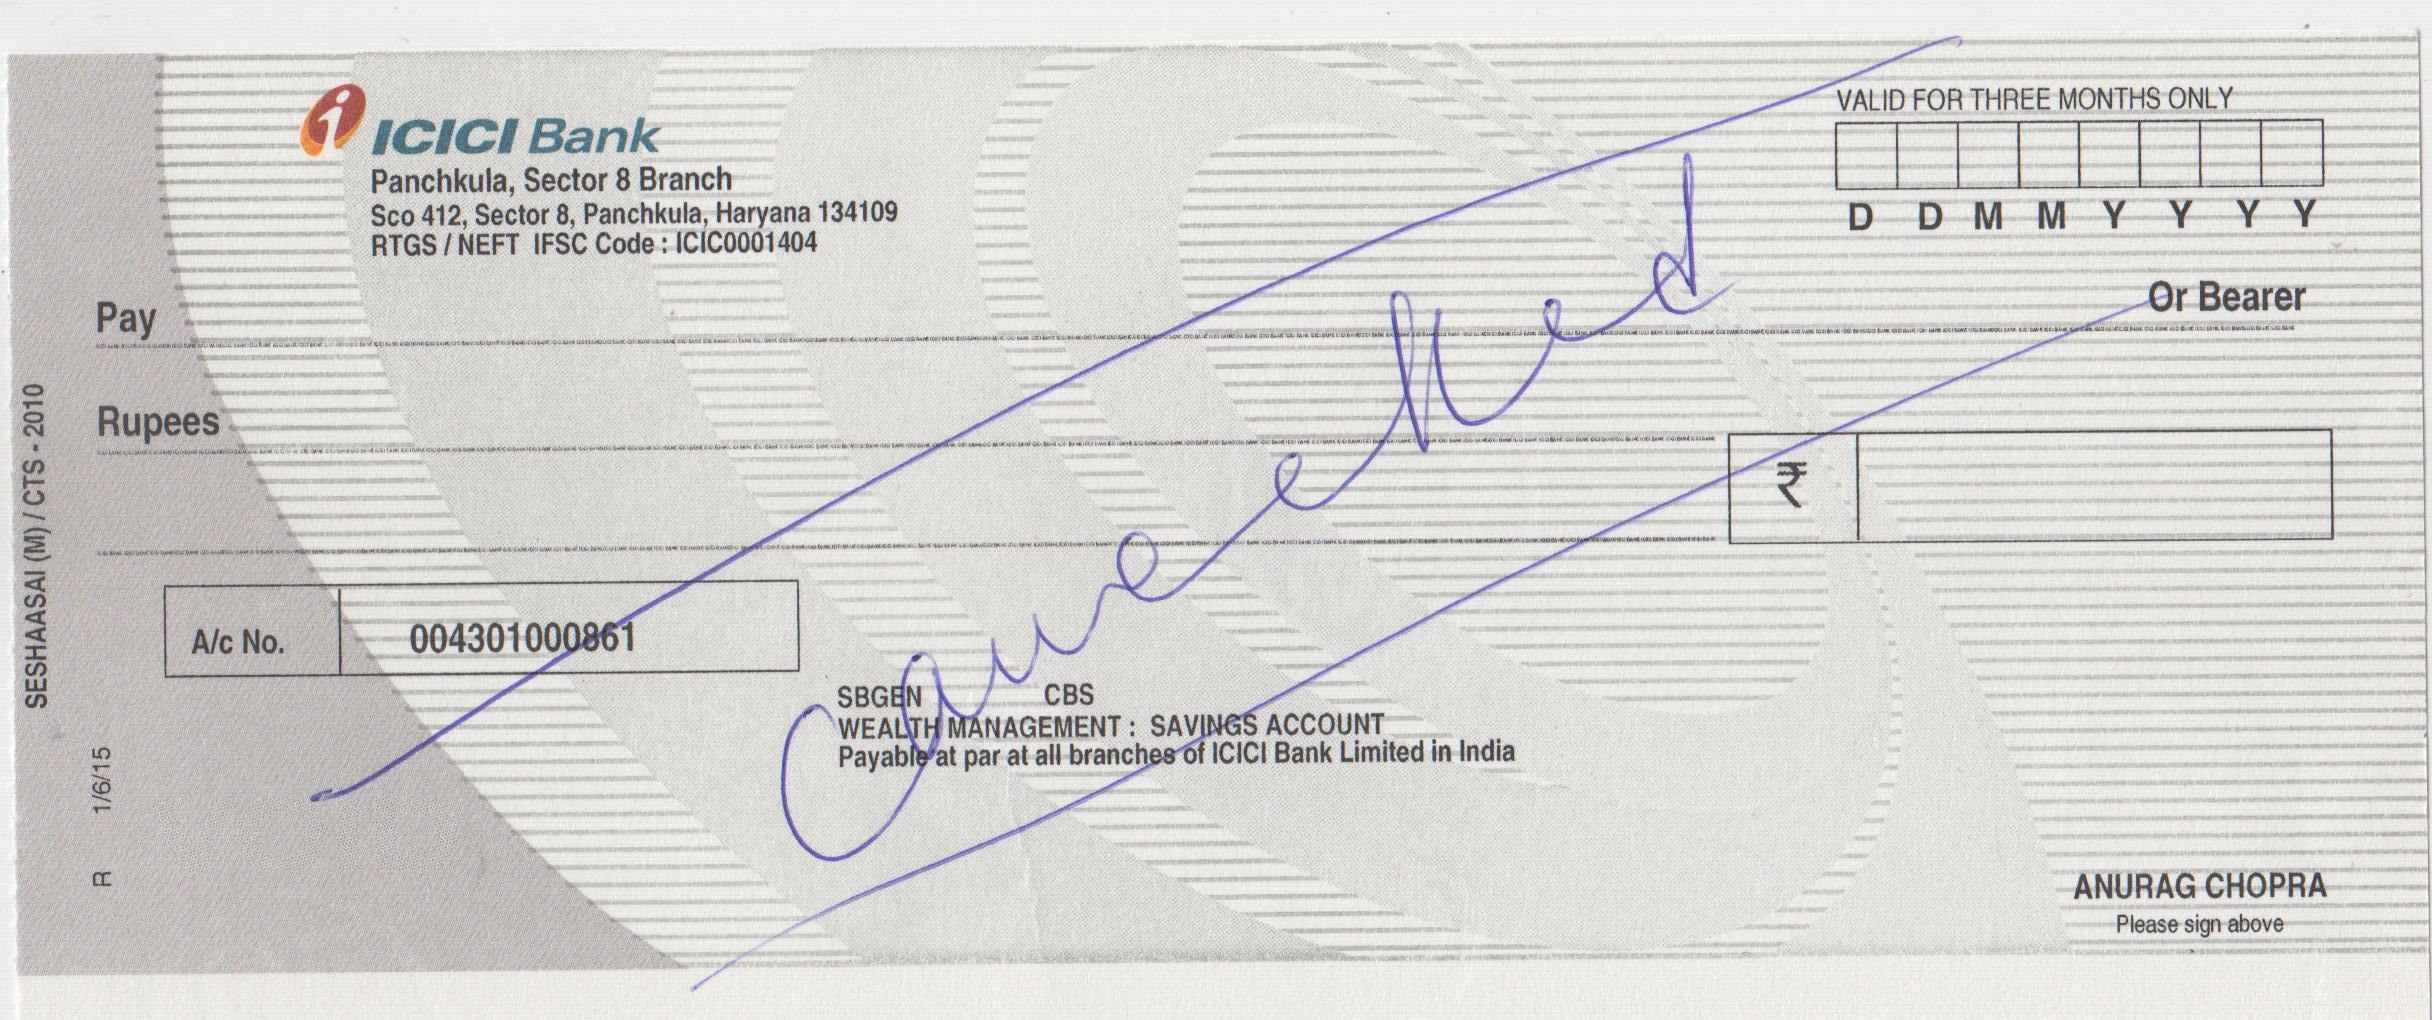 ICICI Bank
Panchkula, Sector 8 Branch
Sco 412, Sector 8, Panchkula, Haryana 134109
RTGS / NEFT IFSC Code : ICIC0001404
VALID FOR THREE MONTHS ONLY
D D M M Y Y Y Y
Pay
Or Bearer
Rupees
₹
Cancelled
A/c No. 004301000861
SBGEN CBS
WEALTH MANAGEMENT : SAVINGS ACCOUNT
Payable at par at all branches of ICICI Bank Limited in India
ANURAG CHOPRA
Please sign above
SESHAASAI (M) / CTS - 2010
R 1/6/15